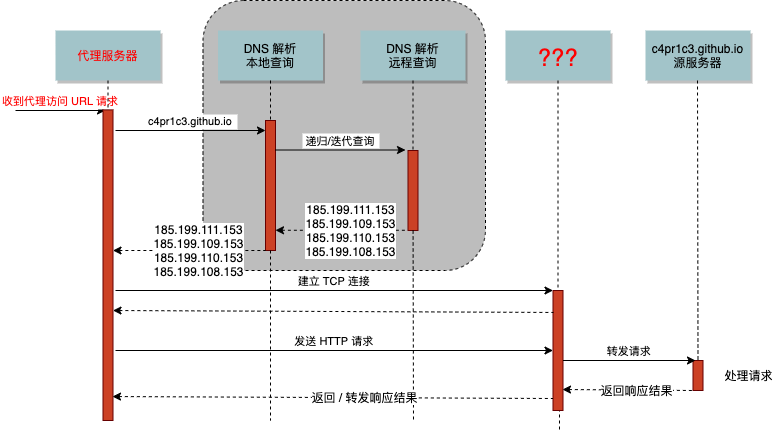 代理服务器
DNS 解析
本地查询
DNS 解析
远程查询
???
c4pr1c3.github.io
源服务器
收到代理访问 URL 请求
c4pr1c3.github.io
递归/迭代查询
185.199.111.153
185.199.109.153
185.199.110.153
185.199.108.153
185.199.111.153
185.199.109.153
185.199.110.153
185.199.108.153
建立 TCP 连接
发送 HTTP 请求
转发请求
处理请求
返回响应结果
返回 / 转发响应结果